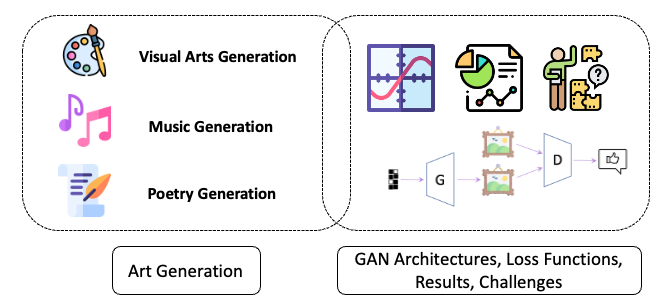 Visual Arts Generation
Music Generation
Poetry Generation
?
G
D
Art Generation
GAN Architectures, Loss Functions,
Results, Challenges